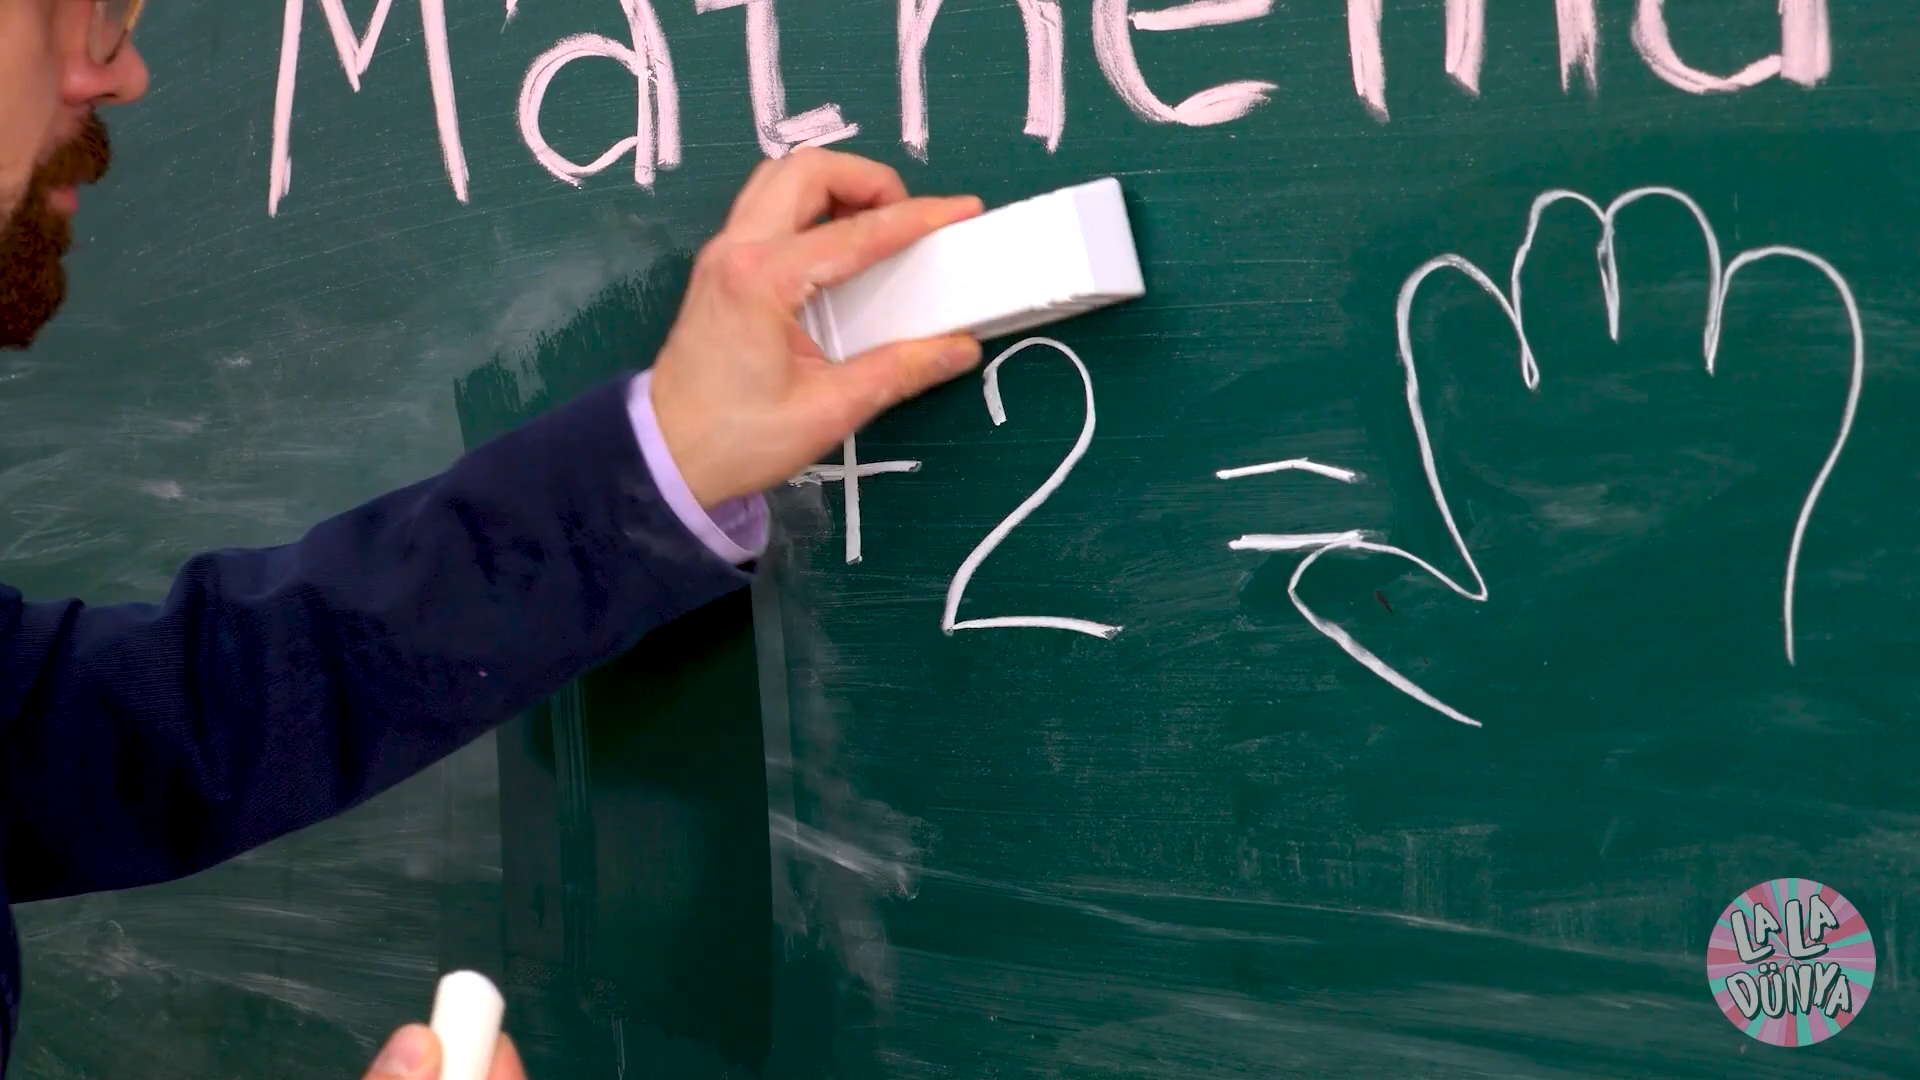 Mathema
+ 2 =
LA LA
DÜNYA